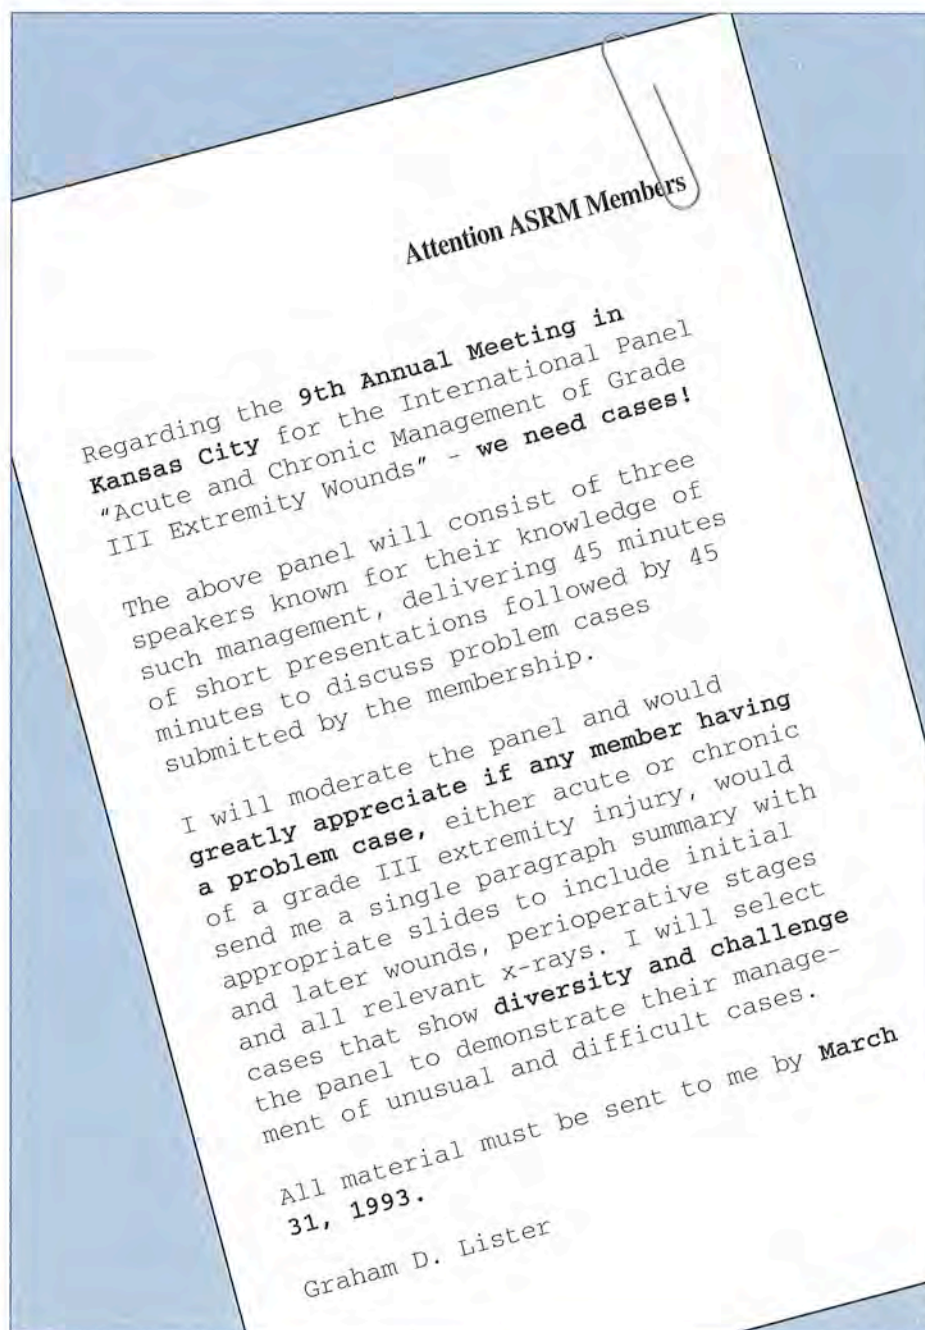 Attention ASRM Members
Regarding the 9th Annual Meeting in
Kansas City for the International Panel
"Acute and Chronic Management of Grade
III Extremity Wounds" - we need cases!
The above panel will consist of three
speakers known for their knowledge of
such management, delivering 45 minutes
of short presentations followed by 45
minutes to discuss problem cases
submitted by the membership.
I will moderate the panel and would
greatly appreciate if any member having
a problem case, either acute or chronic
of a grade III extremity injury, would
send me a single paragraph summary with
appropriate slides to include initial
and later wounds, perioperative stages
and all relevant x-rays. I will select
cases that show diversity and challenge
the panel to demonstrate their manage-
ment of unusual and difficult cases.
All material must be sent to me by March
31, 1993.
Graham D. Lister